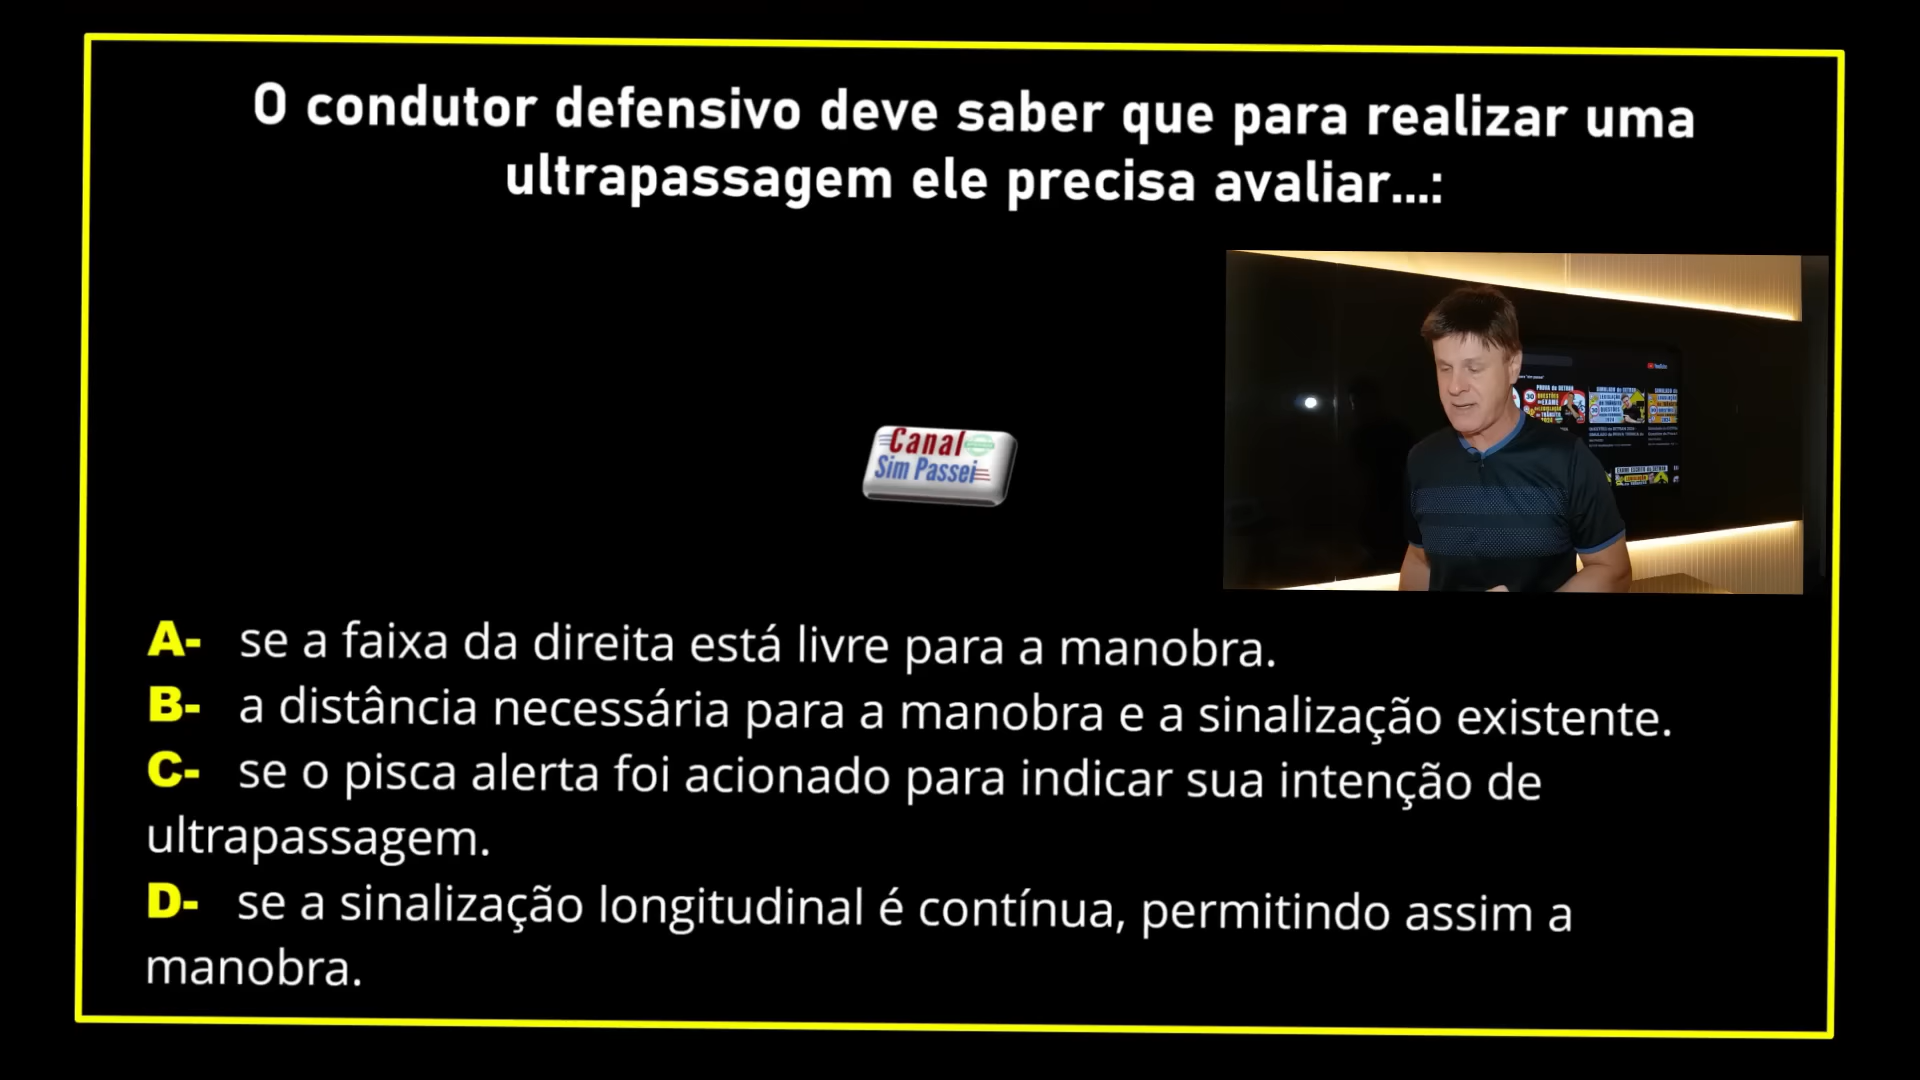 O condutor defensivo deve saber que para realizar uma
ultrapassagem ele precisa avaliar...:
Canal
Sim Passei
A- se a faixa da direita está livre para a manobra.
B- a distância necessária para a manobra e a sinalização existente.
C- se o pisca alerta foi acionado para indicar sua intenção de
ultrapassagem.
D- se a sinalização longitudinal é contínua, permitindo assim a
manobra.